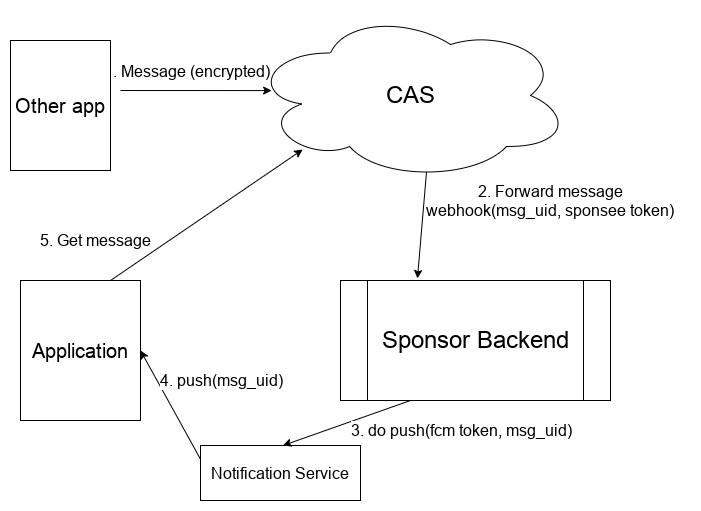 Other app
. Message (encrypted)
CAS
2. Forward message
webhook(msg_uid, sponsee token)
5. Get message
Application
Sponsor Backend
4. push(msg_uid)
3. do push(fcm token, msg_uid)
Notification Service